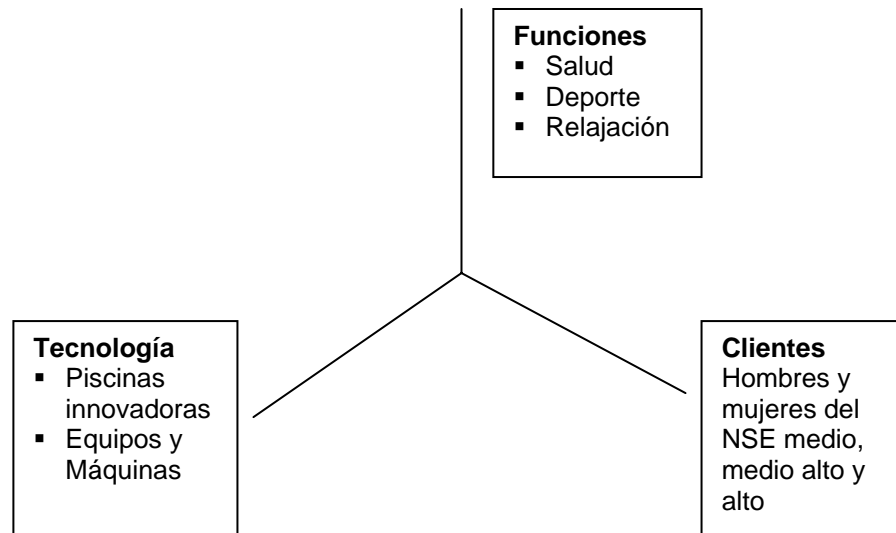 Funciones
▪ Salud
▪ Deporte
▪ Relajación
Tecnología
▪ Piscinas
innovadoras
▪ Equipos y
Máquinas
Clientes
Hombres y
mujeres del
NSE medio,
medio alto y
alto